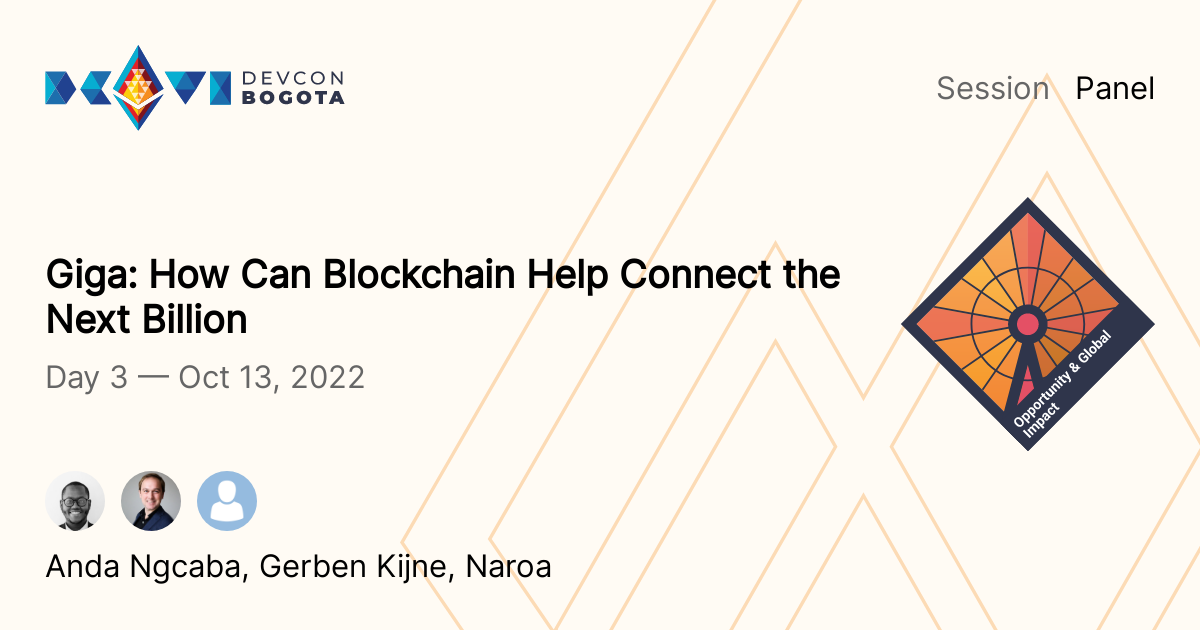 DEVCON
BOGOTA
Session Panel
Giga: How Can Blockchain Help Connect the
Next Billion
Day 3 — Oct 13, 2022
Opportunity & Global
Impact
Anda Ngcaba, Gerben Kijne, Naroa